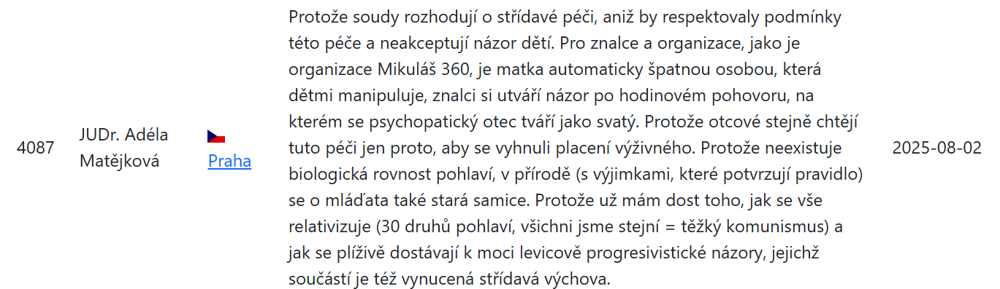 Protože soudy rozhodují o střídavé péči, aniž by respektovaly podmínky
této péče a neakceptují názor dětí. Pro znalce a organizace, jako je
organizace Mikuláš 360, je matka automaticky špatnou osobou, která
dětmi manipuluje, znalci si utváří názor po hodinovém pohovoru, na
kterém se psychopatický otec tváří jako svatý. Protože otcové stejně chtějí
4087 JUDr. Adéla Matějková Praha tuto péči jen proto, aby se vyhnuli placení výživného. Protože neexistuje 2025-08-02
biologická rovnost pohlaví, v přírodě (s výjimkami, které potvrzují pravidlo)
se o mláďata také stará samice. Protože už mám dost toho, jak se vše
relativizuje (30 druhů pohlaví, všichni jsme stejní = těžký komunismus) a
jak se plíživě dostávají k moci levicově progresivistické názory, jejichž
součástí je též vynucená střídavá výchova.